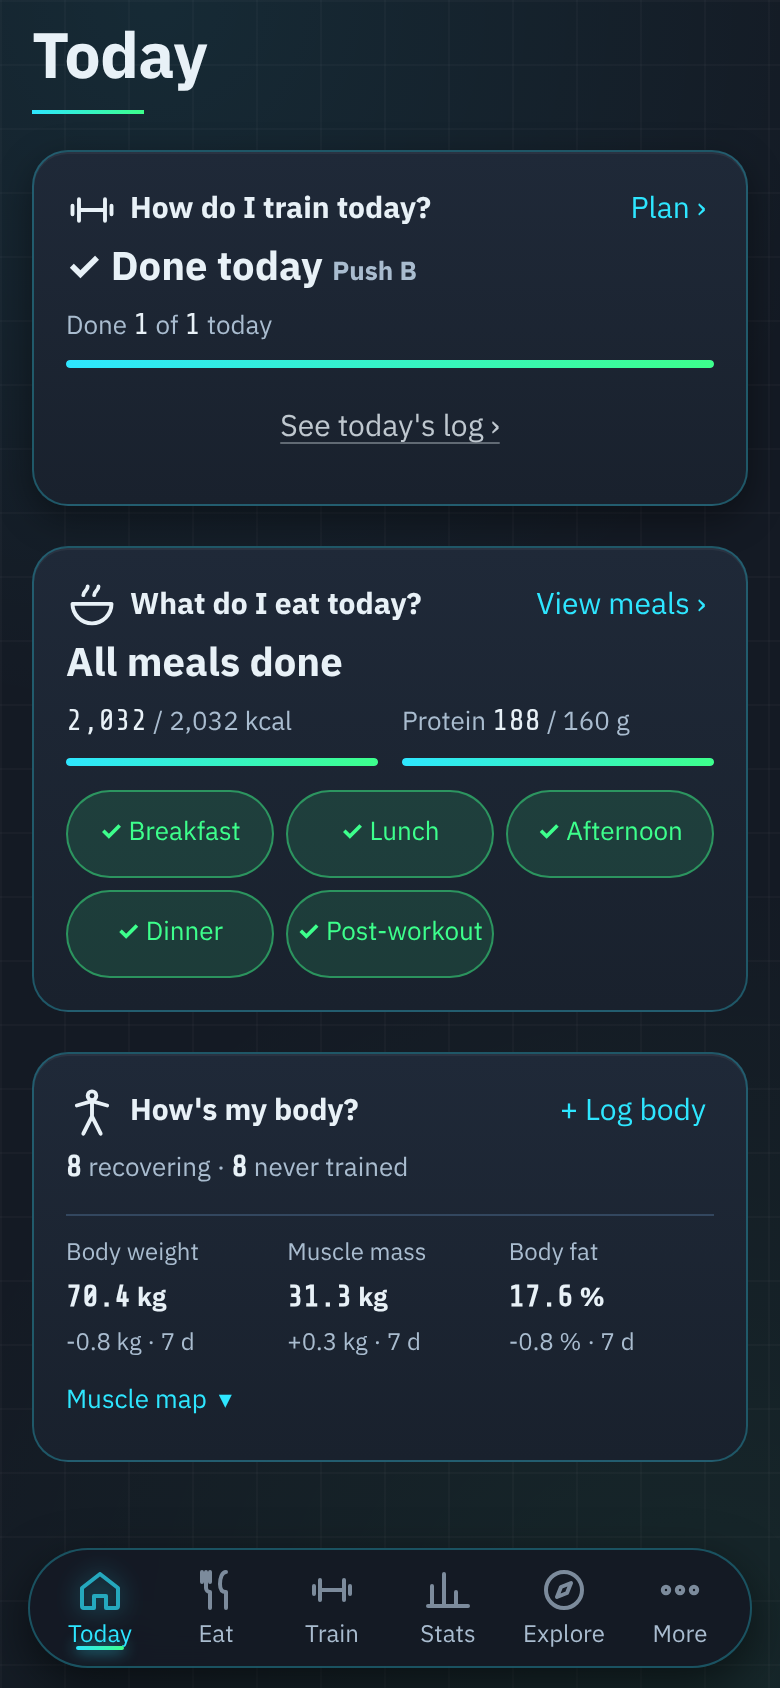 Today
How do I train today? Plan ›
✓ Done today Push B
Done 1 of 1 today
See today's log ›
What do I eat today? View meals ›
All meals done
2,032 / 2,032 kcal Protein 188 / 160 g
✓ Breakfast ✓ Lunch ✓ Afternoon
✓ Dinner ✓ Post-workout
How's my body? + Log body
8 recovering · 8 never trained
Body weight Muscle mass Body fat
70.4 kg 31.3 kg 17.6 %
-0.8 kg · 7 d +0.3 kg · 7 d -0.8 % · 7 d
Muscle map ▼
Today Eat Train Stats Explore More